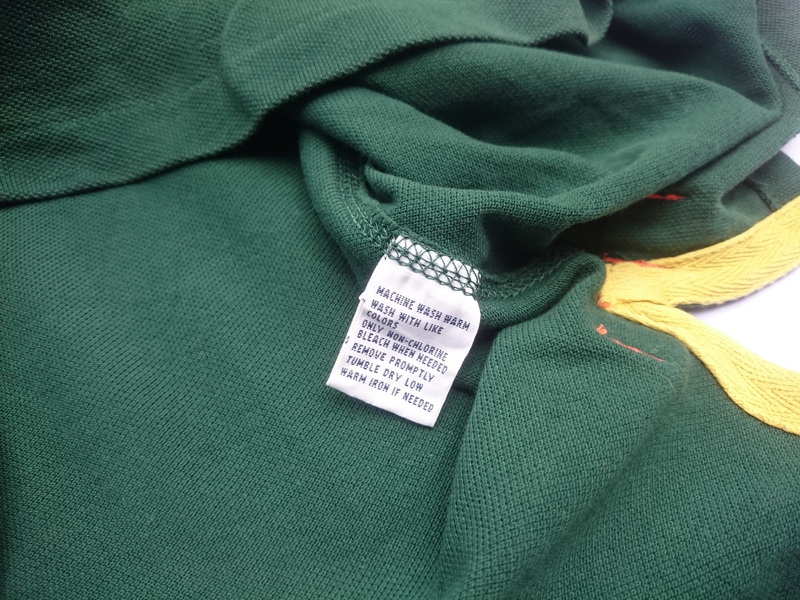 MACHINE WASH WARM
WASH WITH LIKE
COLORS
ONLY NON-CHLORINE
BLEACH WHEN NEEDED
REMOVE PROMPTLY
TUMBLE DRY LOW
WARM IRON IF NEEDED